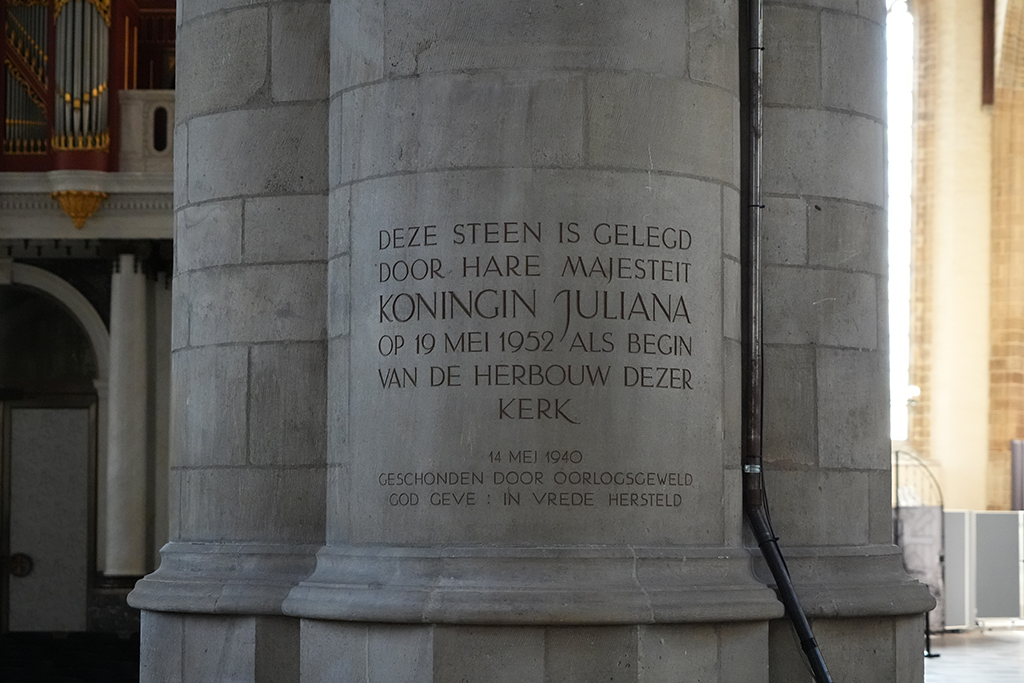 DEZE STEEN IS GELEGD
DOOR HARE MAJESTEIT
KONINGIN JULIANA
OP 19 MEI 1952 ALS BEGIN
VAN DE HERBOUW DEZER
KERK
14 MEI 1940
GESCHONDEN DOOR OORLOGSGEWELD
GOD GEVE : IN VREDE HERSTELD